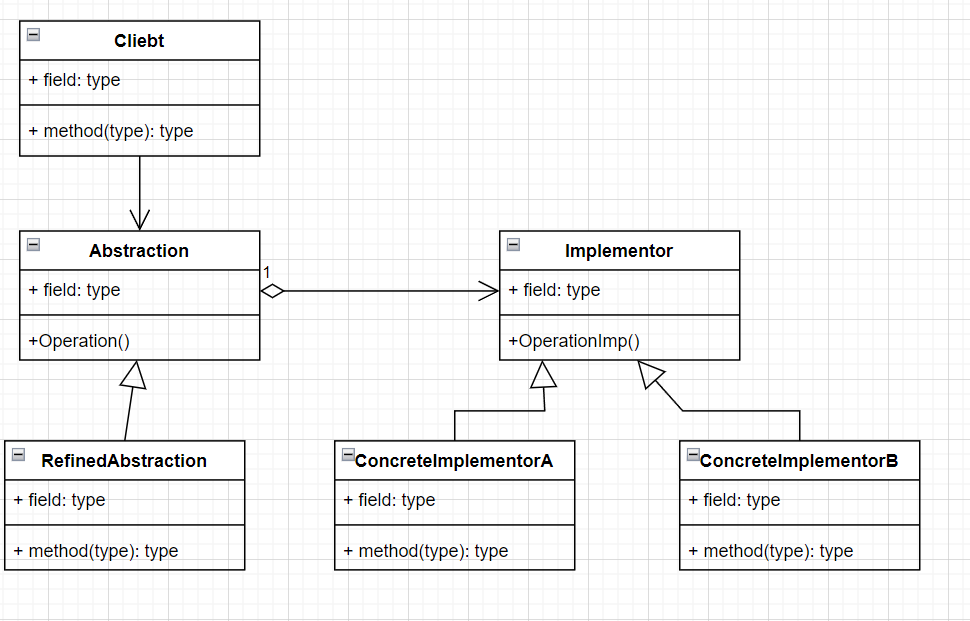 Cliebt
+ field: type
+ method(type): type
Abstraction
+ field: type
+Operation()
1
Implementor
+ field: type
+OperationImp()
RefinedAbstraction
+ field: type
+ method(type): type
ConcreteImplementorA
+ field: type
+ method(type): type
ConcreteImplementorB
+ field: type
+ method(type): type